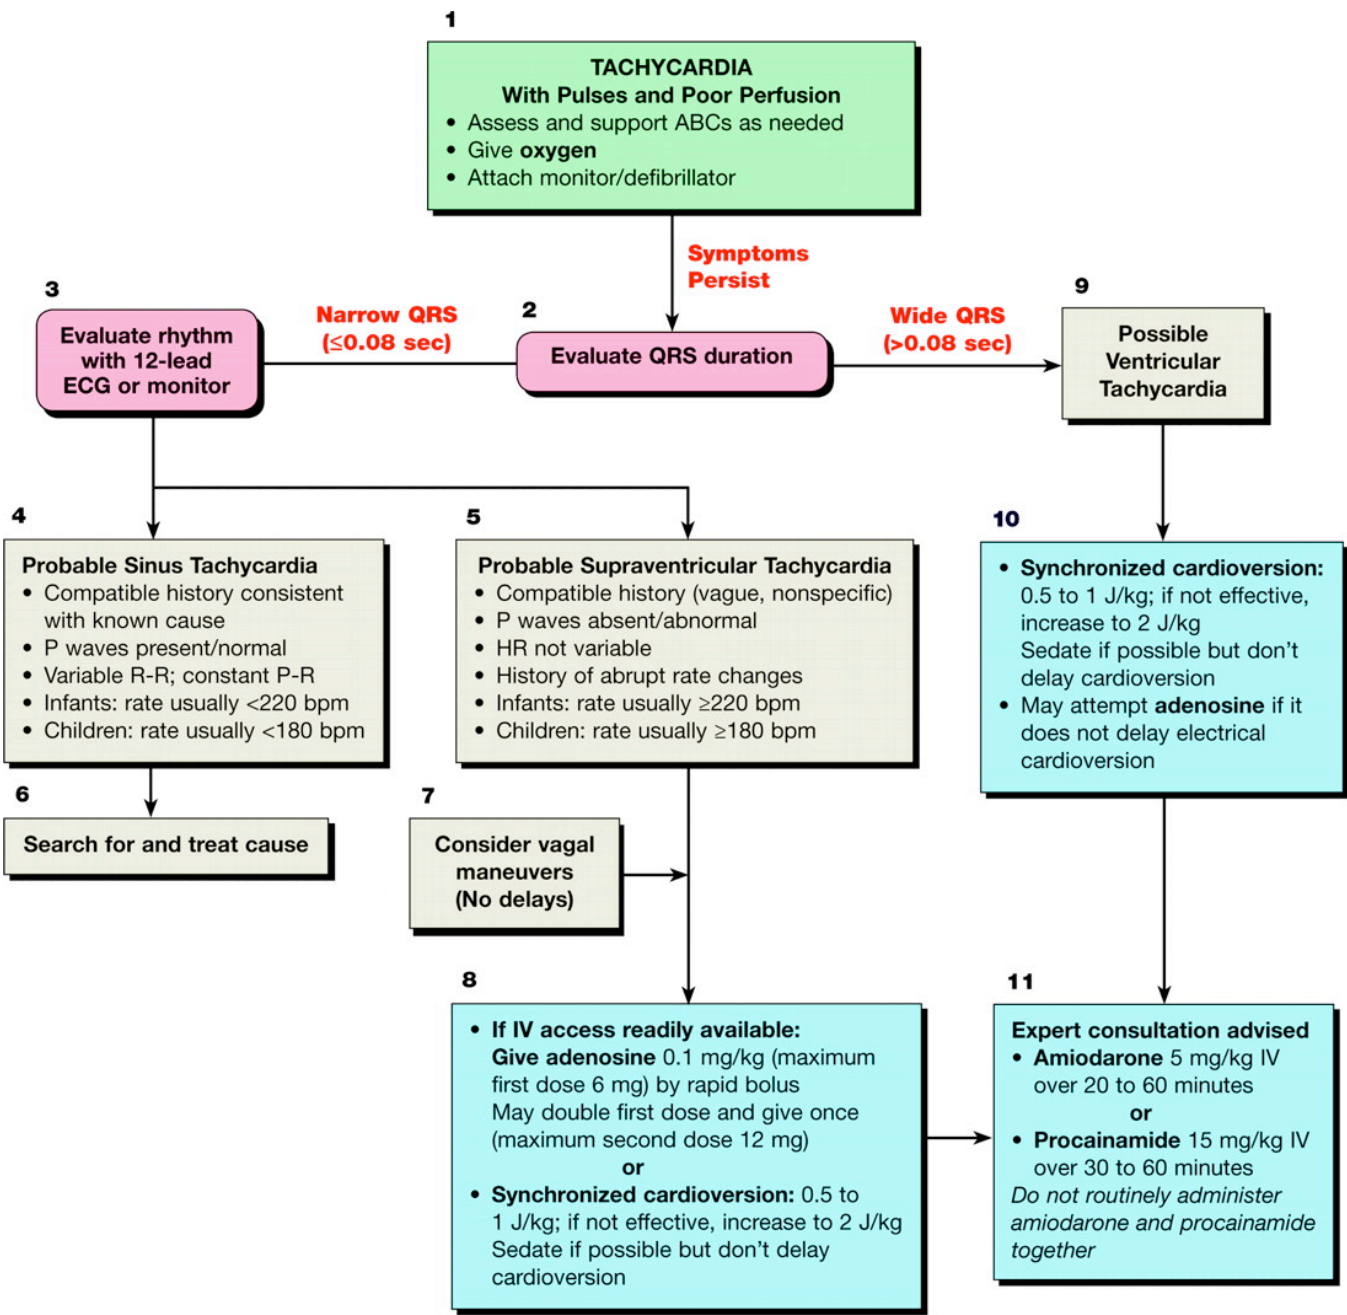 1
TACHYCARDIA
With Pulses and Poor Perfusion
• Assess and support ABCs as needed
• Give oxygen
• Attach monitor/defibrillator
Symptoms
Persist
2
Evaluate QRS duration
Narrow QRS
(≤0.08 sec)
Wide QRS
(>0.08 sec)
3
Evaluate rhythm
with 12-lead
ECG or monitor
9
Possible
Ventricular
Tachycardia
4
Probable Sinus Tachycardia
• Compatible history consistent
with known cause
• P waves present/normal
• Variable R-R; constant P-R
• Infants: rate usually <220 bpm
• Children: rate usually <180 bpm
5
Probable Supraventricular Tachycardia
• Compatible history (vague, nonspecific)
• P waves absent/abnormal
• HR not variable
• History of abrupt rate changes
• Infants: rate usually ≥220 bpm
• Children: rate usually ≥180 bpm
10
• Synchronized cardioversion:
0.5 to 1 J/kg; if not effective,
increase to 2 J/kg
Sedate if possible but don't
delay cardioversion
• May attempt adenosine if it
does not delay electrical
cardioversion
6
Search for and treat cause
7
Consider vagal
maneuvers
(No delays)
8
• If IV access readily available:
Give adenosine 0.1 mg/kg (maximum
first dose 6 mg) by rapid bolus
May double first dose and give once
(maximum second dose 12 mg)
or
• Synchronized cardioversion: 0.5 to
1 J/kg; if not effective, increase to 2 J/kg
Sedate if possible but don't delay
cardioversion
11
Expert consultation advised
• Amiodarone 5 mg/kg IV
over 20 to 60 minutes
or
• Procainamide 15 mg/kg IV
over 30 to 60 minutes
Do not routinely administer
amiodarone and procainamide
together